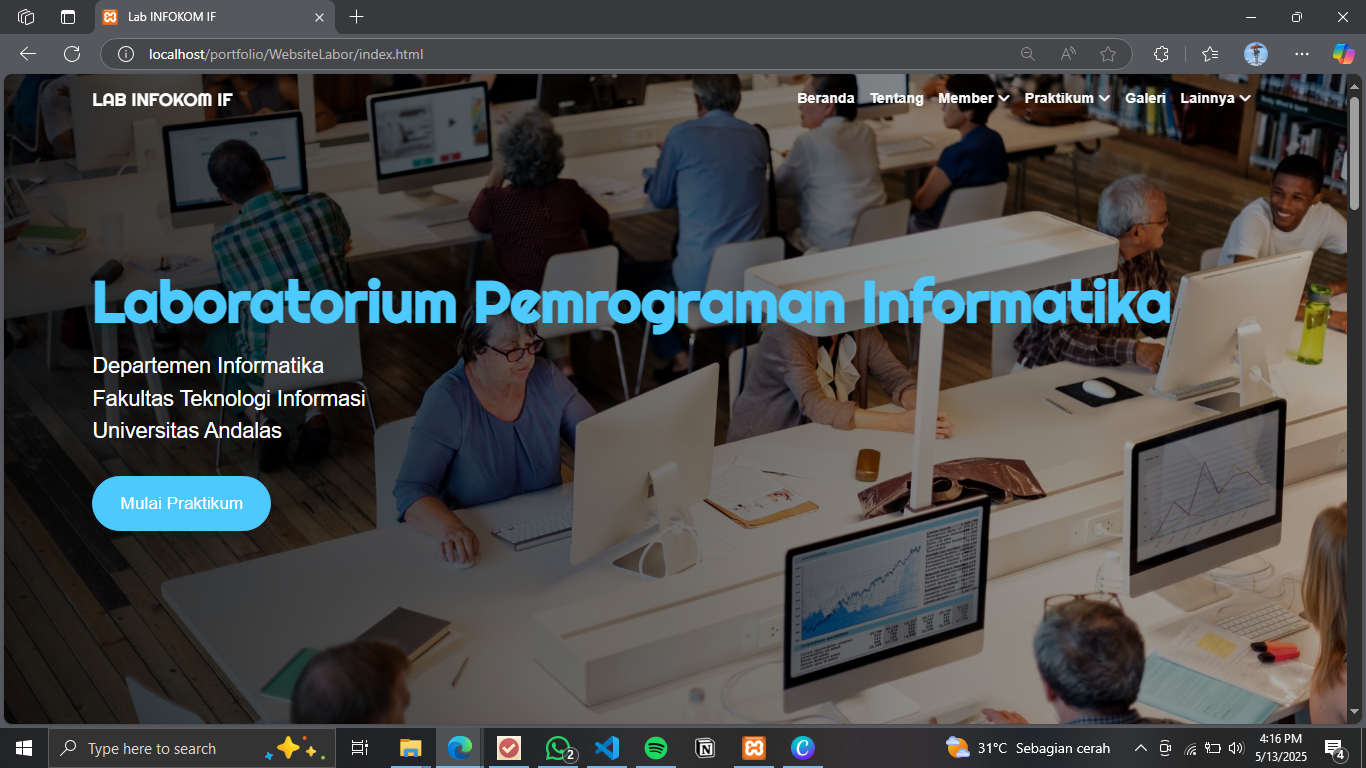 Lab INFOKOM IF
localhost/portfolio/WebsiteLabor/index.html
LAB INFOKOM IF
Beranda Tentang Member Praktikum Galeri Lainnya
Laboratorium Pemrograman Informatika
Departemen Informatika
Fakultas Teknologi Informasi
Universitas Andalas
Mulai Praktikum
Type here to search
2
31°C Sebagian cerah
4:16 PM
5/13/2025
4